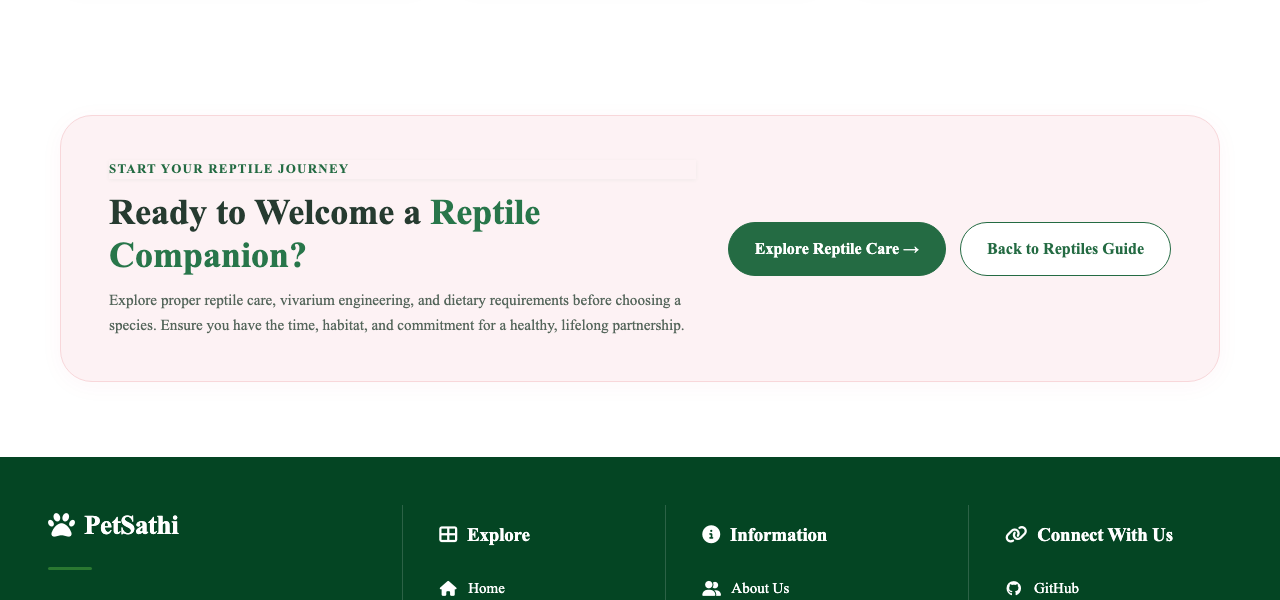 START YOUR REPTILE JOURNEY
Ready to Welcome a Reptile
Companion?
Explore proper reptile care, vivarium engineering, and dietary requirements before choosing a
species. Ensure you have the time, habitat, and commitment for a healthy, lifelong partnership.
Explore Reptile Care →
Back to Reptiles Guide
PetSathi
Explore
Home
Information
About Us
Connect With Us
GitHub